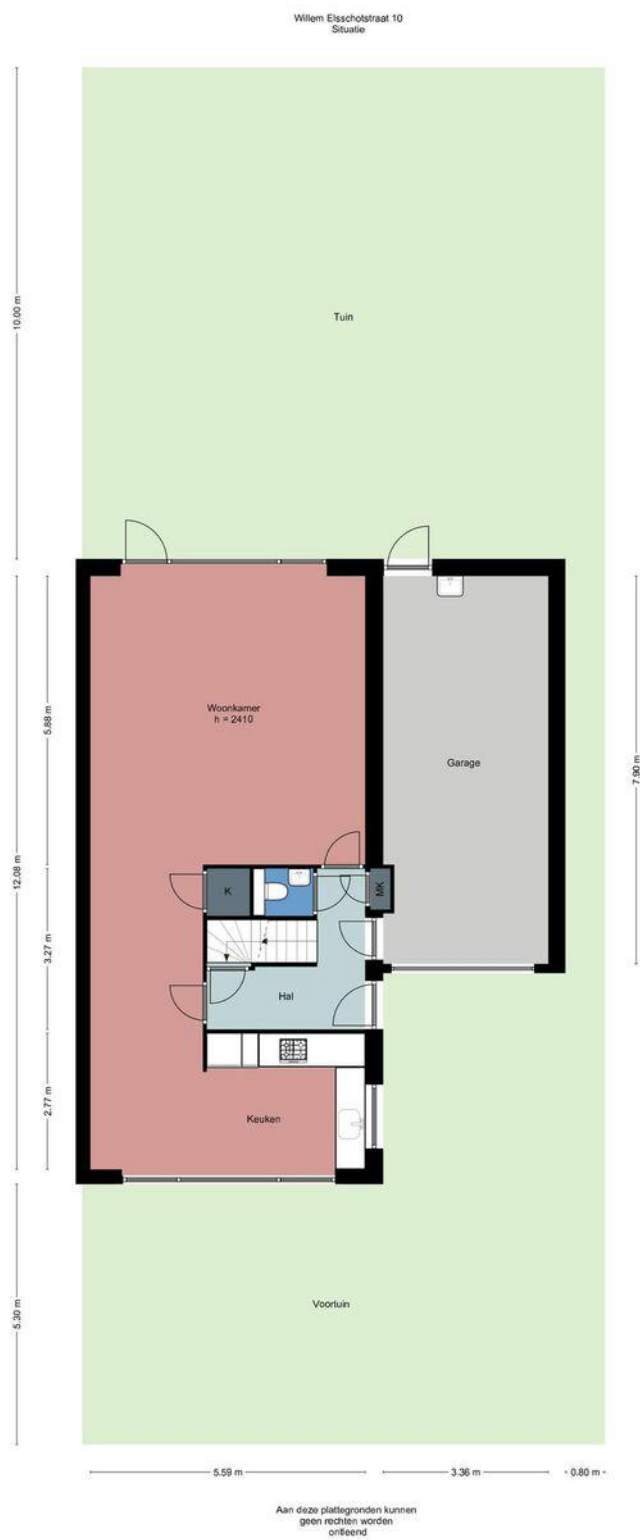 Willem Elsschotstraat 10
Situatie
10.00 m
Tuin
Woonkamer
h = 2410
5.88 m
Garage
7.90 m
12.08 m
K
MK
3.27 m
Hal
2.77 m
Keuken
Voortuin
5.30 m
5.59 m
3.36 m
0.80 m
Aan deze plattegronden kunnen
geen rechten worden
ontleend